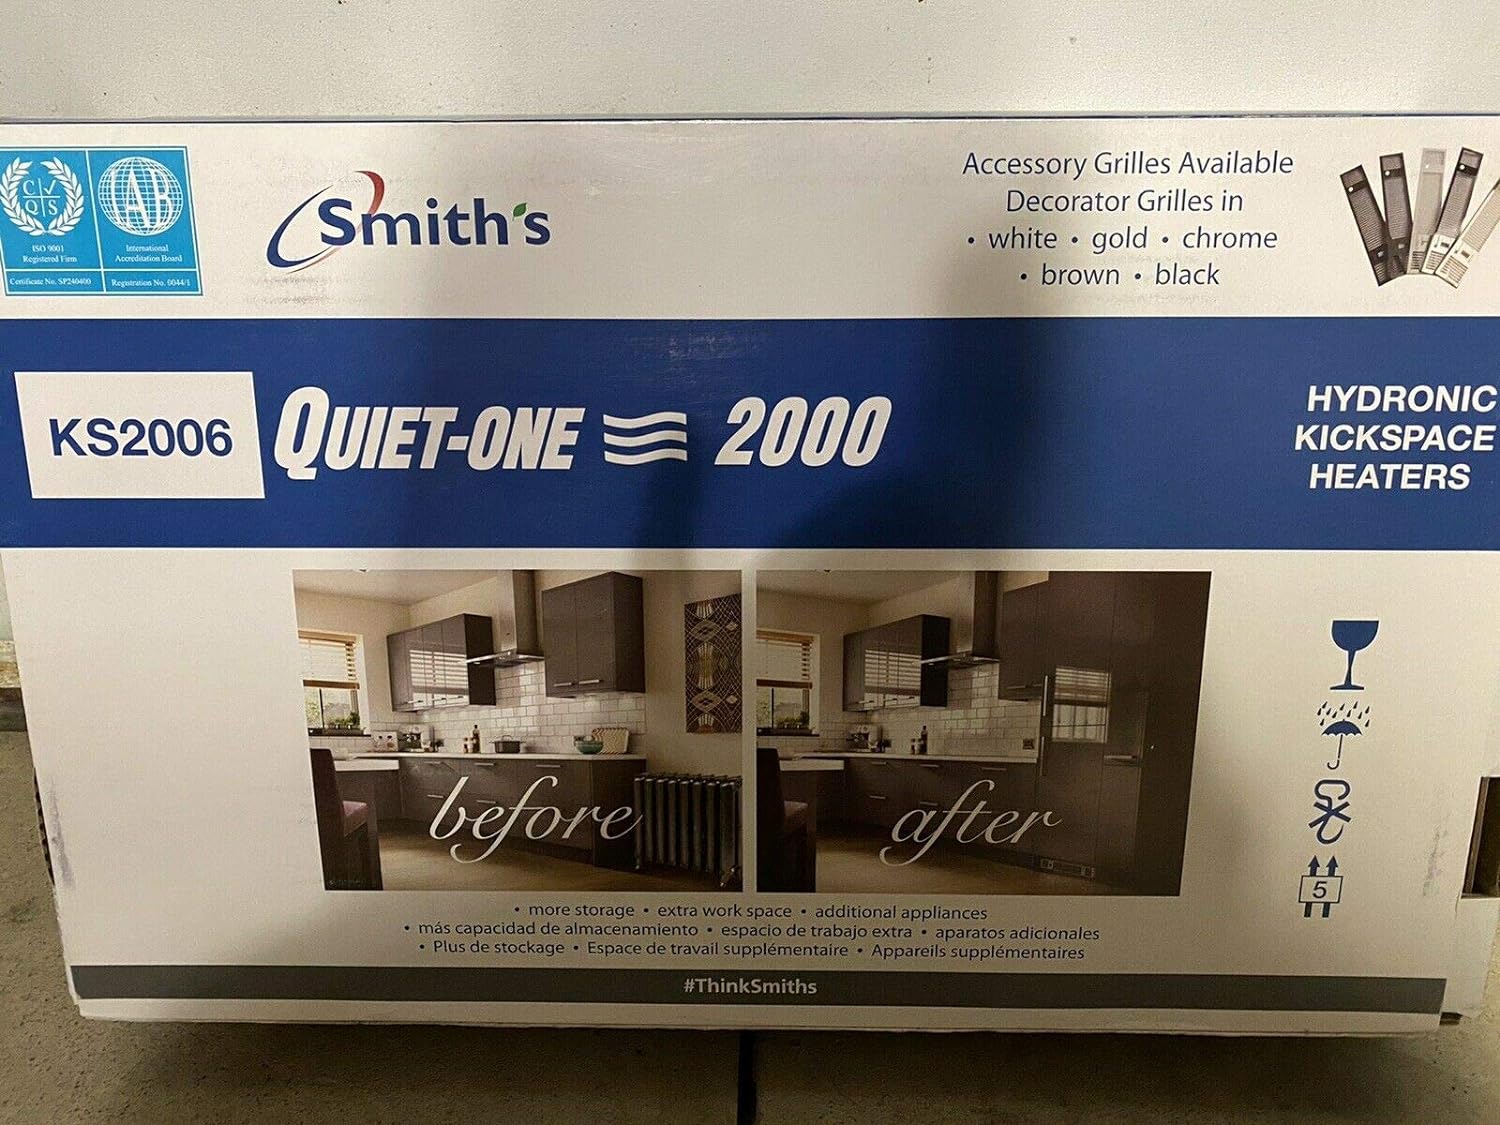 C ✓
Q S
ISO 9001
Registered Firm
Certificate No. SP240400
IAB
International
Accreditation Board
Registration No. 0044/1
Smith's
Accessory Grilles Available
Decorator Grilles in
• white • gold • chrome
• brown • black
KS2006
QUIET-ONE 2000
HYDRONIC
KICKSPACE
HEATERS
before
after
5
• more storage • extra work space • additional appliances
• más capacidad de almacenamiento • espacio de trabajo extra • aparatos adicionales
• Plus de stockage • Espace de travail supplémentaire • Appareils supplémentaires
#ThinkSmiths